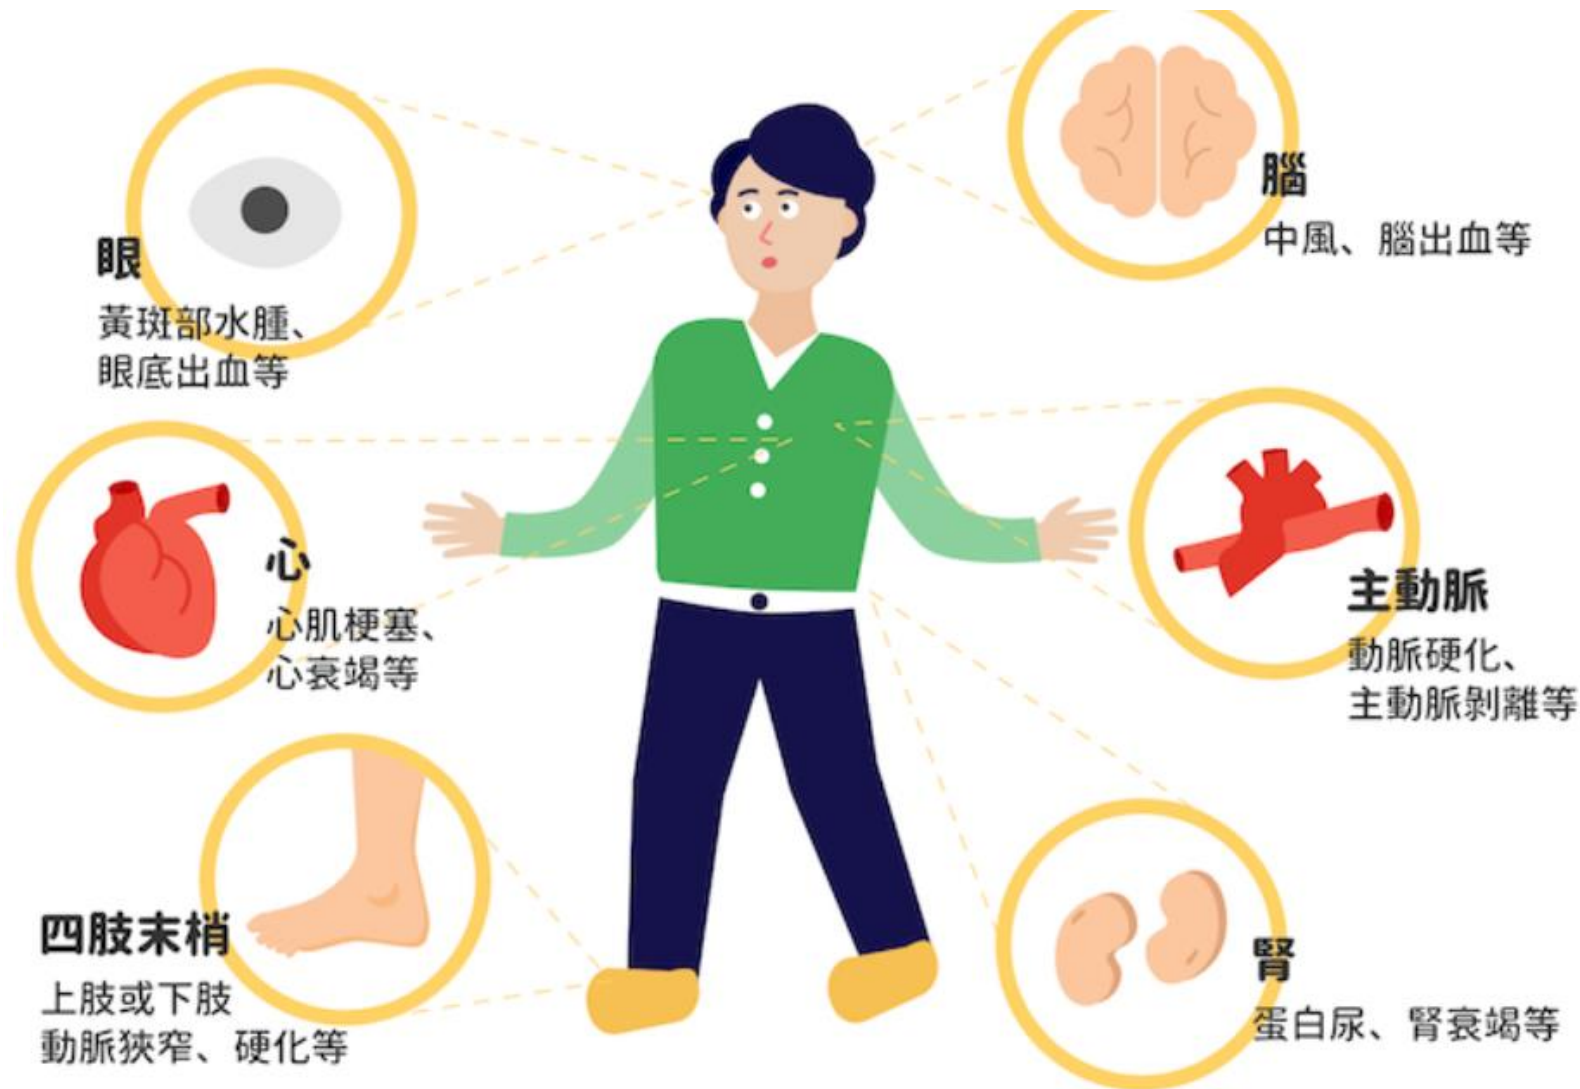 眼
黃斑部水腫、
眼底出血等
腦
中風、腦出血等
心
心肌梗塞、
心衰竭等
主動脈
動脈硬化、
主動脈剝離等
四肢末梢
上肢或下肢
動脈狹窄、硬化等
腎
蛋白尿、腎衰竭等